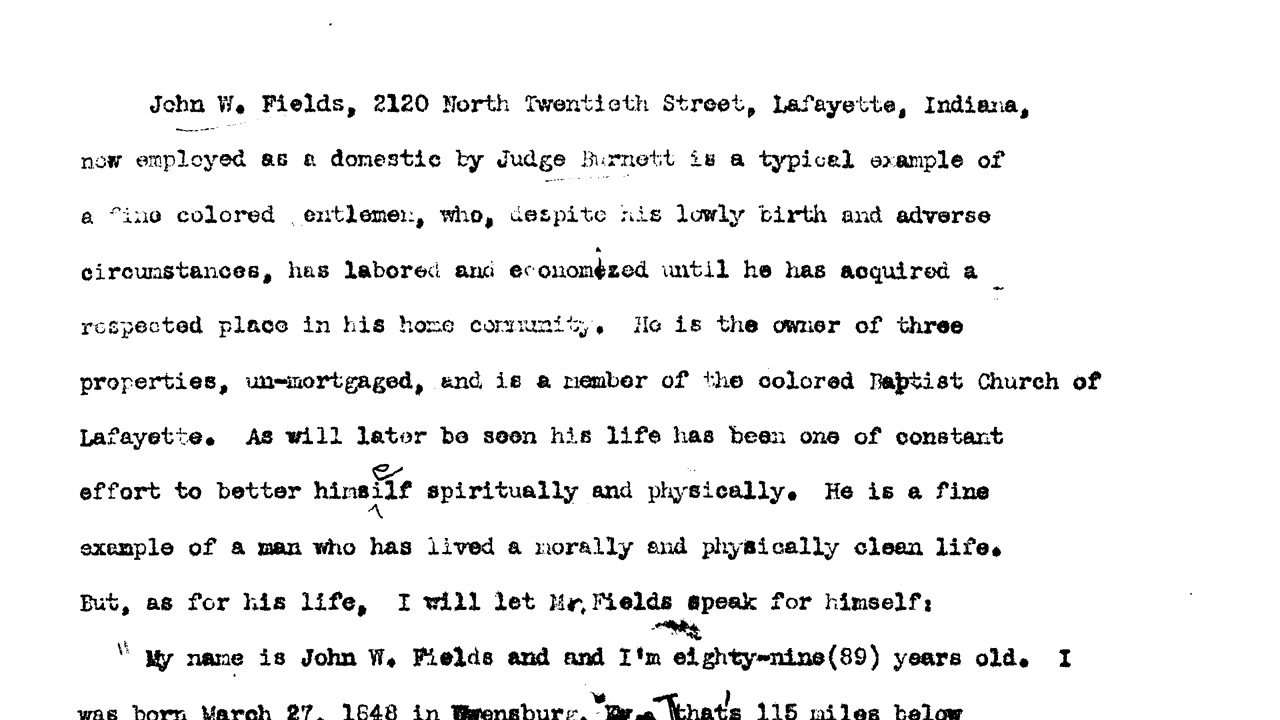 John W. Fields, 2120 North Twentieth Street, Lafayette, Indiana,
now employed as a domestic by Judge Burnett is a typical example of
a fine colored entlemen, who, despite his lowly birth and adverse
circumstances, has labored and economized until he has acquired a
respected place in his home community. He is the owner of three
properties, un-mortgaged, and is a member of the colored Baptist Church of
Lafayette. As will later be seen his life has been one of constant
e
effort to better himsilf spiritually and physically. He is a fine
example of a man who has lived a morally and physically clean life.
But, as for his life, I will let Mr. Fields speak for himself:
"My name is John W. Fields and and I'm eighty-nine(89) years old. I
was born March 27, 1848 in Owensburg, Ky. That's 115 miles below